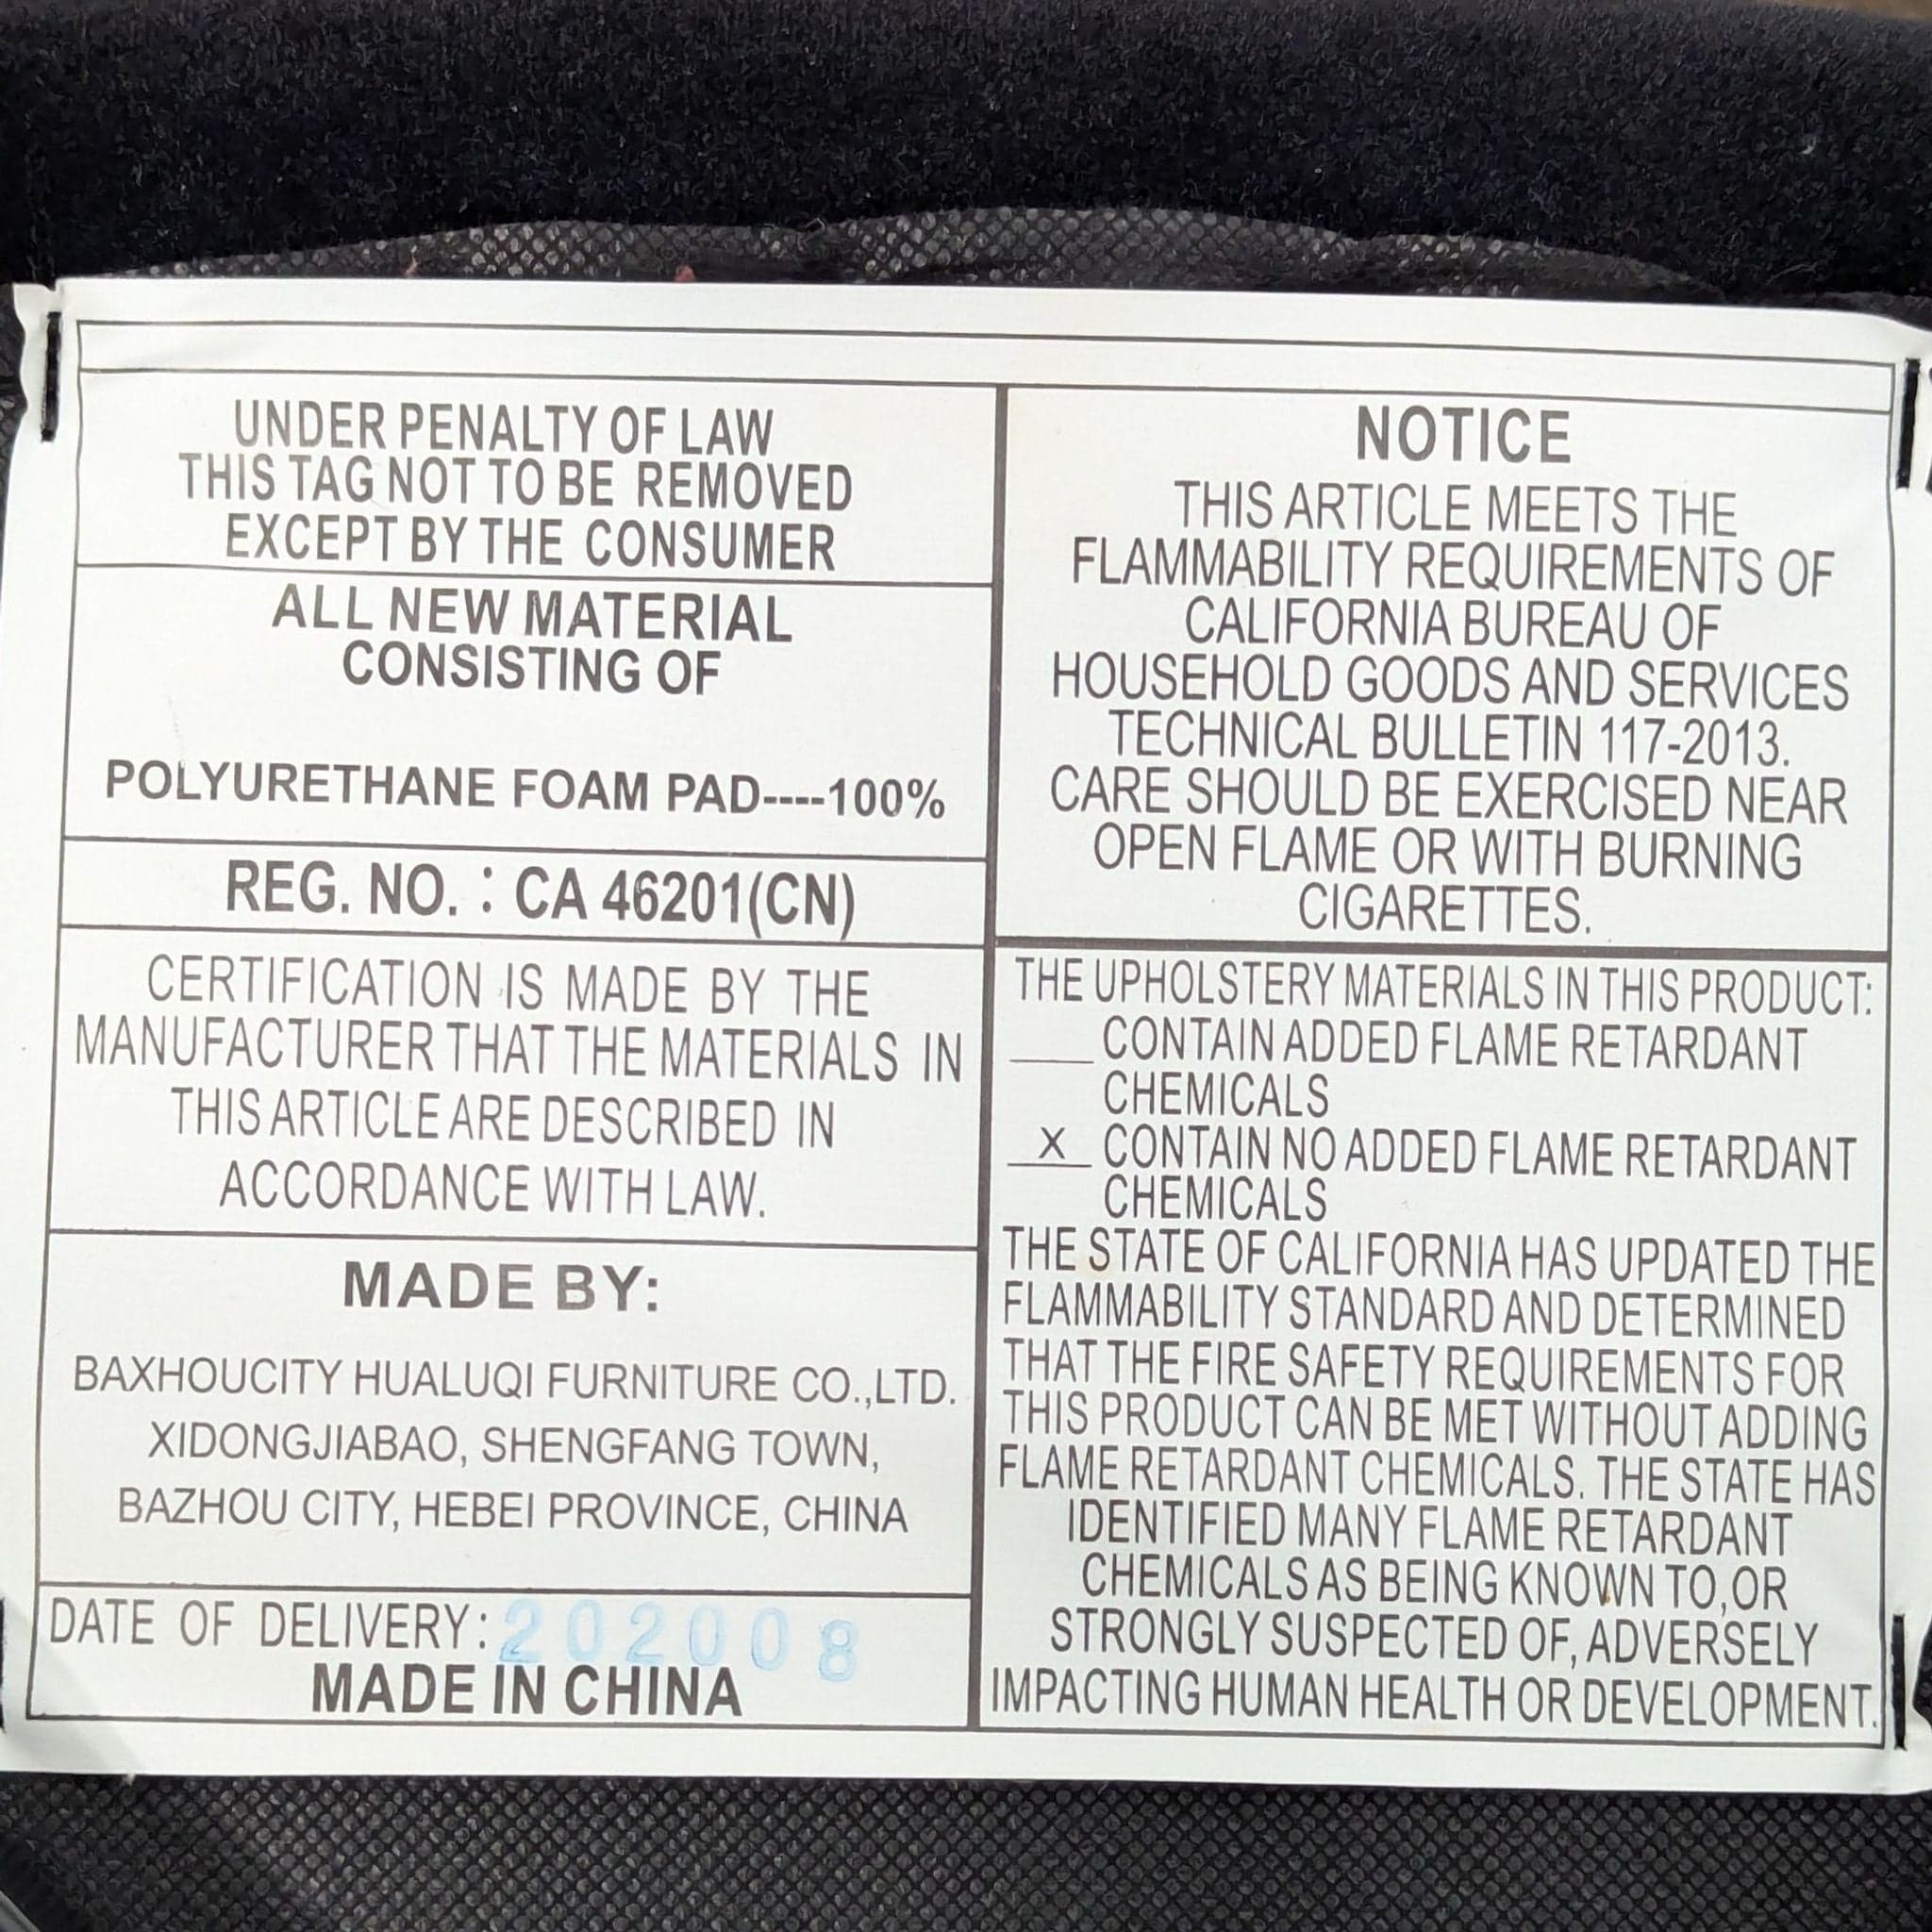 UNDER PENALTY OF LAW
THIS TAG NOT TO BE REMOVED
EXCEPT BY THE CONSUMER
ALL NEW MATERIAL
CONSISTING OF
POLYURETHANE FOAM PAD----100%
REG. NO. : CA 46201(CN)
CERTIFICATION IS MADE BY THE
MANUFACTURER THAT THE MATERIALS IN
THIS ARTICLE ARE DESCRIBED IN
ACCORDANCE WITH LAW.
MADE BY:
BAXHOUCITY HUALUQI FURNITURE CO.,LTD.
XIDONGJIABAO, SHENGFANG TOWN,
BAZHOU CITY, HEBEI PROVINCE, CHINA
DATE OF DELIVERY: 202008
MADE IN CHINA
NOTICE
THIS ARTICLE MEETS THE
FLAMMABILITY REQUIREMENTS OF
CALIFORNIA BUREAU OF
HOUSEHOLD GOODS AND SERVICES
TECHNICAL BULLETIN 117-2013.
CARE SHOULD BE EXERCISED NEAR
OPEN FLAME OR WITH BURNING
CIGARETTES.
THE UPHOLSTERY MATERIALS IN THIS PRODUCT:
____ CONTAIN ADDED FLAME RETARDANT
CHEMICALS
_X_ CONTAIN NO ADDED FLAME RETARDANT
CHEMICALS
THE STATE OF CALIFORNIA HAS UPDATED THE
FLAMMABILITY STANDARD AND DETERMINED
THAT THE FIRE SAFETY REQUIREMENTS FOR
THIS PRODUCT CAN BE MET WITHOUT ADDING
FLAME RETARDANT CHEMICALS. THE STATE HAS
IDENTIFIED MANY FLAME RETARDANT
CHEMICALS AS BEING KNOWN TO, OR
STRONGLY SUSPECTED OF, ADVERSELY
IMPACTING HUMAN HEALTH OR DEVELOPMENT.